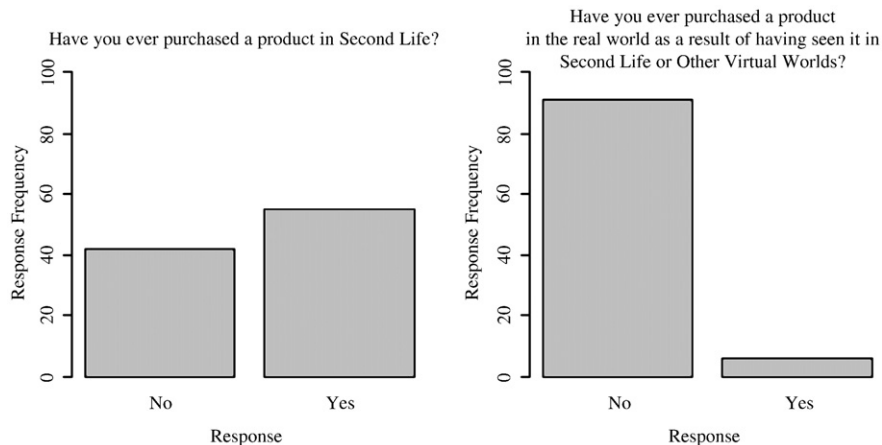 Have you ever purchased a product in Second Life?
Response Frequency
100
80
60
40
20
0
No Yes
Response
Have you ever purchased a product
in the real world as a result of having seen it in
Second Life or Other Virtual Worlds?
Response Frequency
100
80
60
40
20
0
No Yes
Response